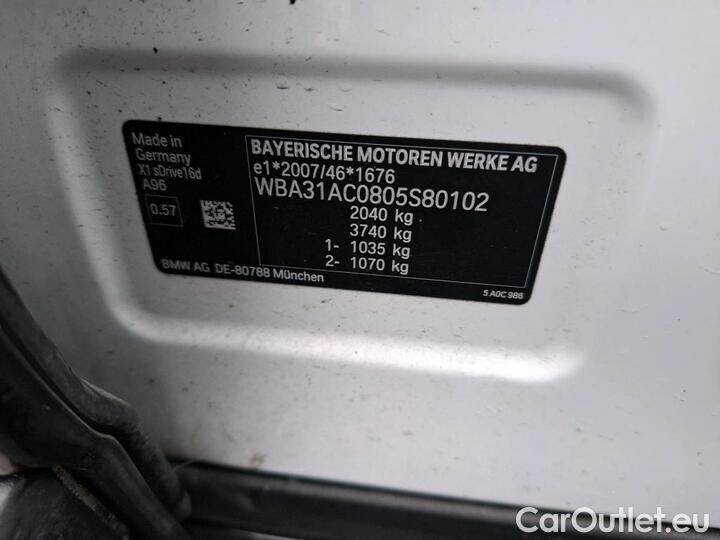 Made in
Germany
X1 sDrive16d
A96
0.57
BAYERISCHE MOTOREN WERKE AG
e1*2007/46*1676
WBA31AC0805S80102
2040 kg
3740 kg
1- 1035 kg
2- 1070 kg
BMW AG DE-80788 München
5 A0C 986
CarOutlet.eu